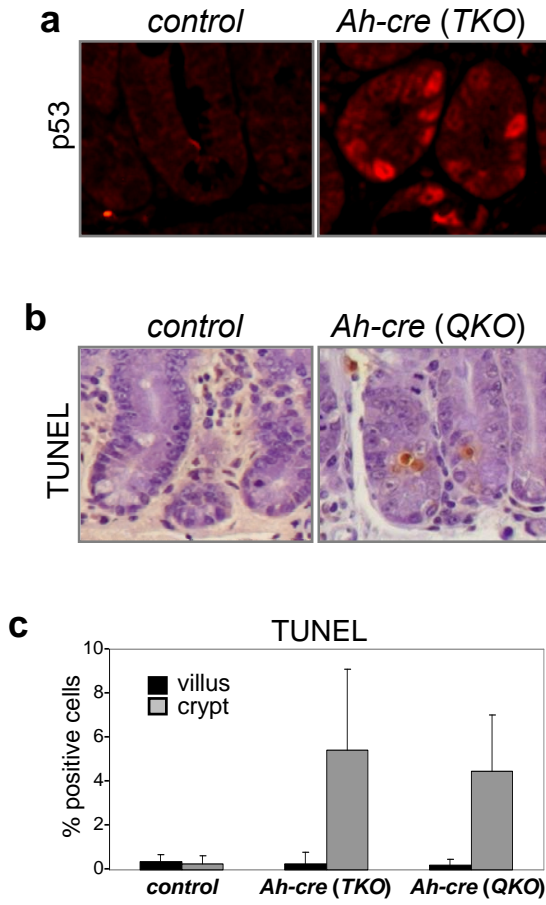 a
control Ah-cre (TKO)
p53
b
control Ah-cre (QKO)
TUNEL
c
TUNEL
% positive cells
10
8
6
4
2
0
villus
crypt
control Ah-cre (TKO) Ah-cre (QKO)